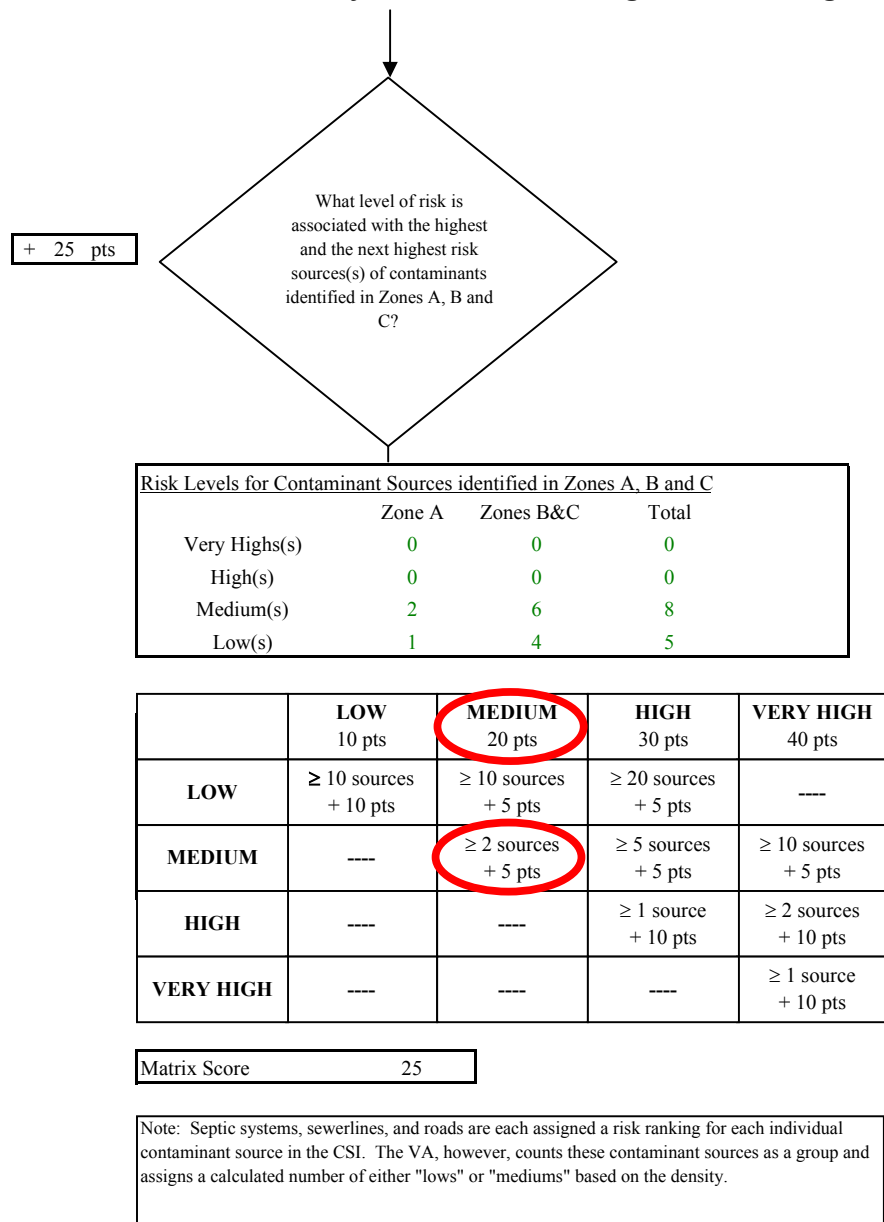 What level of risk is
associated with the highest
and the next highest risk
sources(s) of contaminants
identified in Zones A, B and
C?
+ 25 pts
Risk Levels for Contaminant Sources identified in Zones A, B and C
Zone A Zones B&C Total
Very Highs(s) 0 0 0
High(s) 0 0 0
Medium(s) 2 6 8
Low(s) 1 4 5
LOW MEDIUM HIGH VERY HIGH
10 pts 20 pts 30 pts 40 pts
LOW ≥ 10 sources + 10 pts ≥ 10 sources + 5 pts ≥ 20 sources + 5 pts ----
MEDIUM ---- ≥ 2 sources + 5 pts ≥ 5 sources + 5 pts ≥ 10 sources + 5 pts
HIGH ---- ---- ≥ 1 source + 10 pts ≥ 2 sources + 10 pts
VERY HIGH ---- ---- ---- ≥ 1 source + 10 pts
Matrix Score 25
Note: Septic systems, sewerlines, and roads are each assigned a risk ranking for each individual
contaminant source in the CSI. The VA, however, counts these contaminant sources as a group and
assigns a calculated number of either "lows" or "mediums" based on the density.